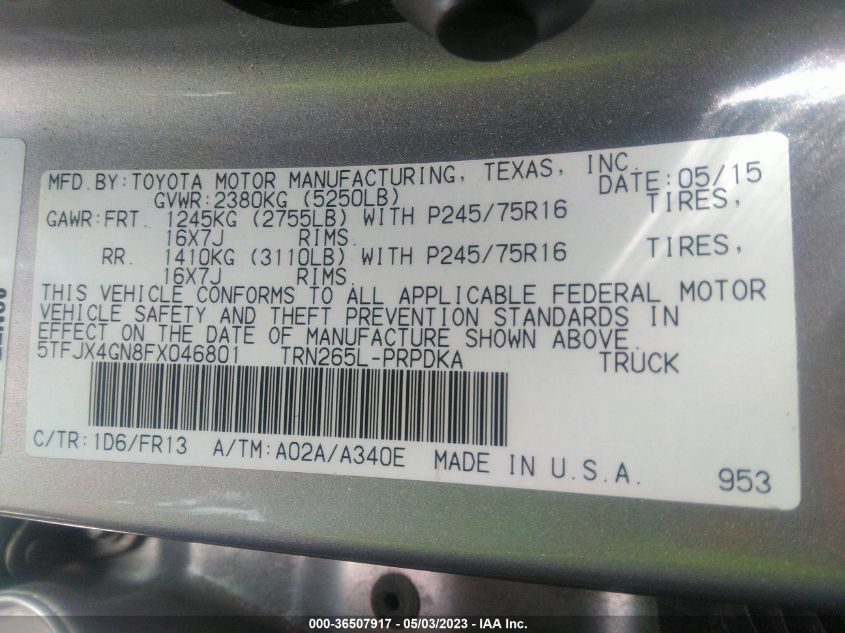 MFD. BY: TOYOTA MOTOR MANUFACTURING, TEXAS, INC. DATE: 05/15
GVWR: 2380KG (5250LB)
GAWR: FRT. 1245KG (2755LB) WITH P245/75R16 TIRES,
16X7J RIMS.
RR. 1410KG (3110LB) WITH P245/75R16 TIRES,
16X7J RIMS.
THIS VEHICLE CONFORMS TO ALL APPLICABLE FEDERAL MOTOR
VEHICLE SAFETY AND THEFT PREVENTION STANDARDS IN
EFFECT ON THE DATE OF MANUFACTURE SHOWN ABOVE.
5TFJX4GN8FX046801 TRN265L-PRPDKA TRUCK
C/TR: 1D6/FR13 A/TM: A02A/A340E MADE IN U.S.A. 953
000-36507917 - 05/03/2023 - IAA Inc.